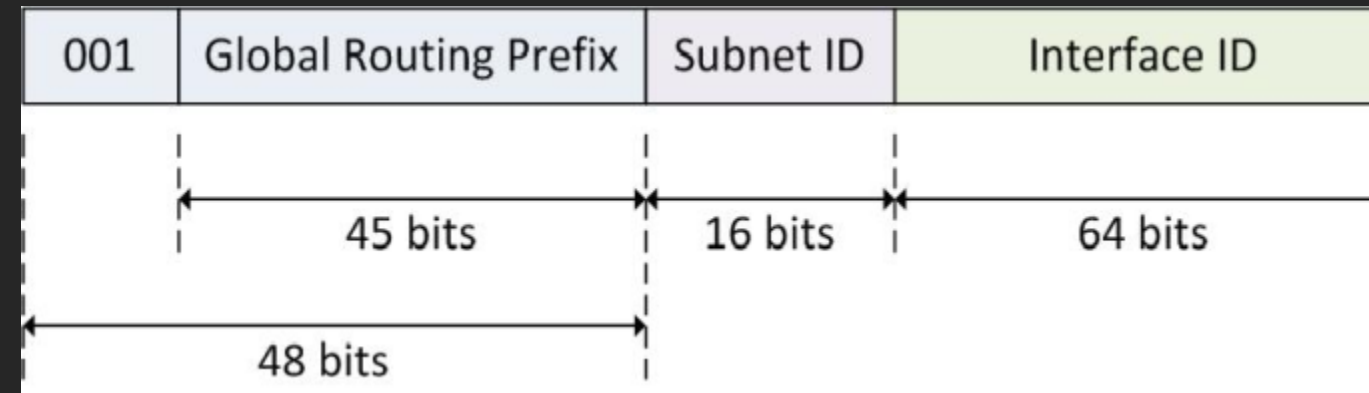 001 Global Routing Prefix Subnet ID Interface ID
45 bits 16 bits 64 bits
48 bits